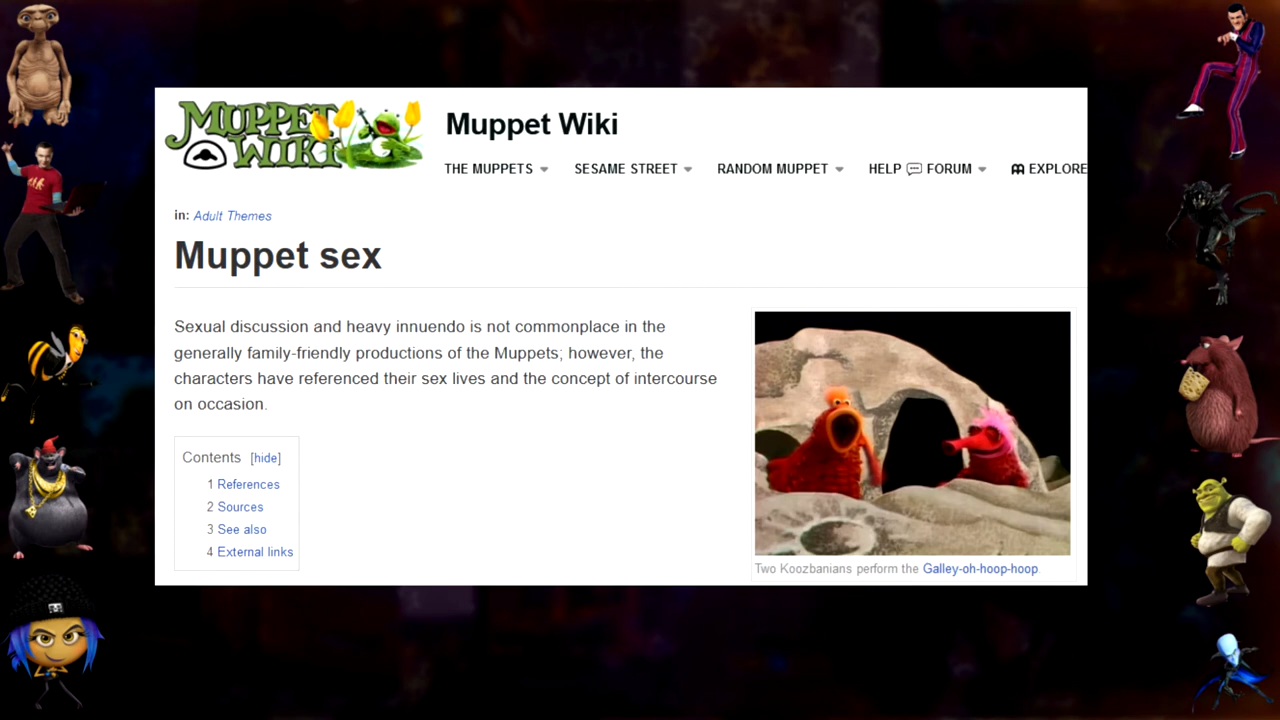 MUPPET
WIKI
Muppet Wiki
THE MUPPETS SESAME STREET RANDOM MUPPET HELP FORUM EXPLORE
in: Adult Themes
Muppet sex
Sexual discussion and heavy innuendo is not commonplace in the
generally family-friendly productions of the Muppets; however, the
characters have referenced their sex lives and the concept of intercourse
on occasion.
Contents [hide]
1 References
2 Sources
3 See also
4 External links
Two Koozbanians perform the Galley-oh-hoop-hoop.